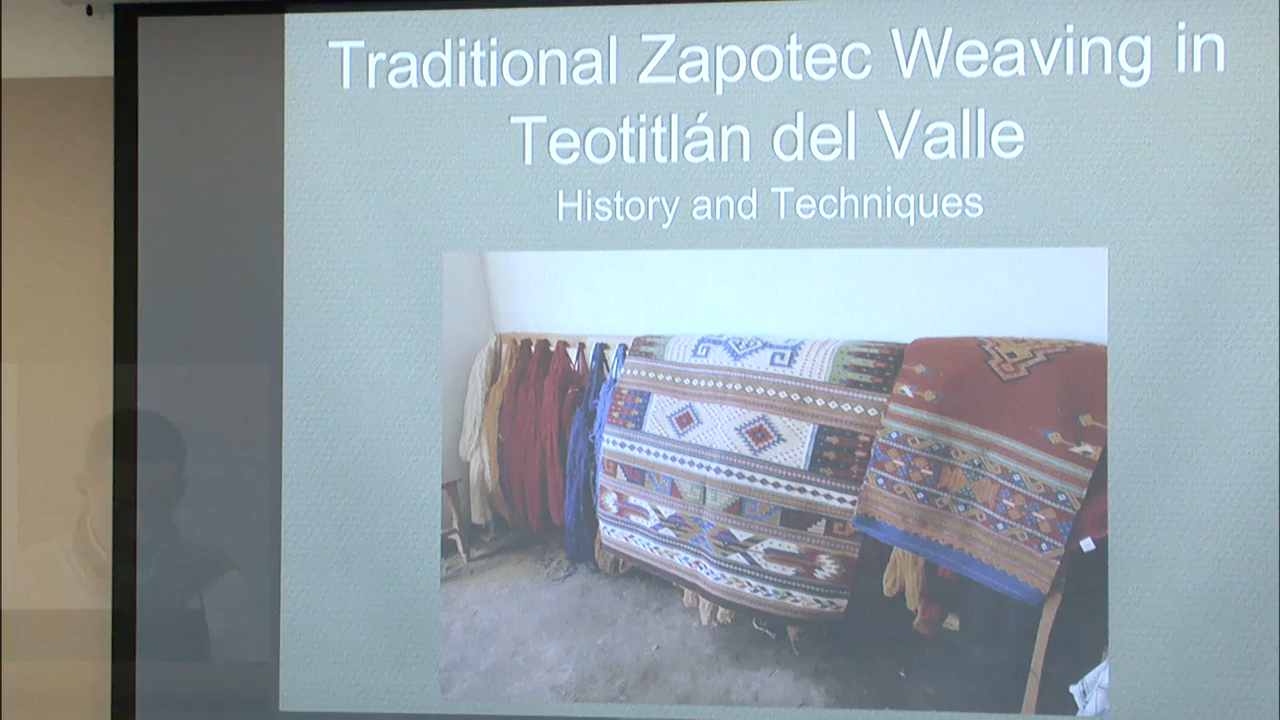 Traditional Zapotec Weaving in
Teotitlán del Valle
History and Techniques